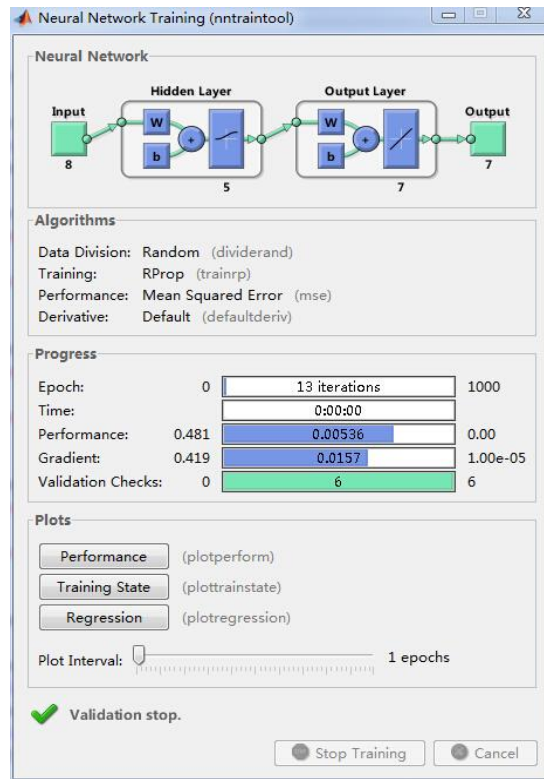 Neural Network Training (nntraintool)
Neural Network
Hidden Layer Output Layer
Input Output
W W
+ +
b b
8 7
5 7
Algorithms
Data Division: Random (dividerand)
Training: RProp (trainrp)
Performance: Mean Squared Error (mse)
Derivative: Default (defaultderiv)
Progress
Epoch: 0 13 iterations 1000
Time: 0:00:00
Performance: 0.481 0.00536 0.00
Gradient: 0.419 0.0157 1.00e-05
Validation Checks: 0 6 6
Plots
Performance (plotperform)
Training State (plottrainstate)
Regression (plotregression)
Plot Interval: 1 epochs
Validation stop.
Stop Training Cancel